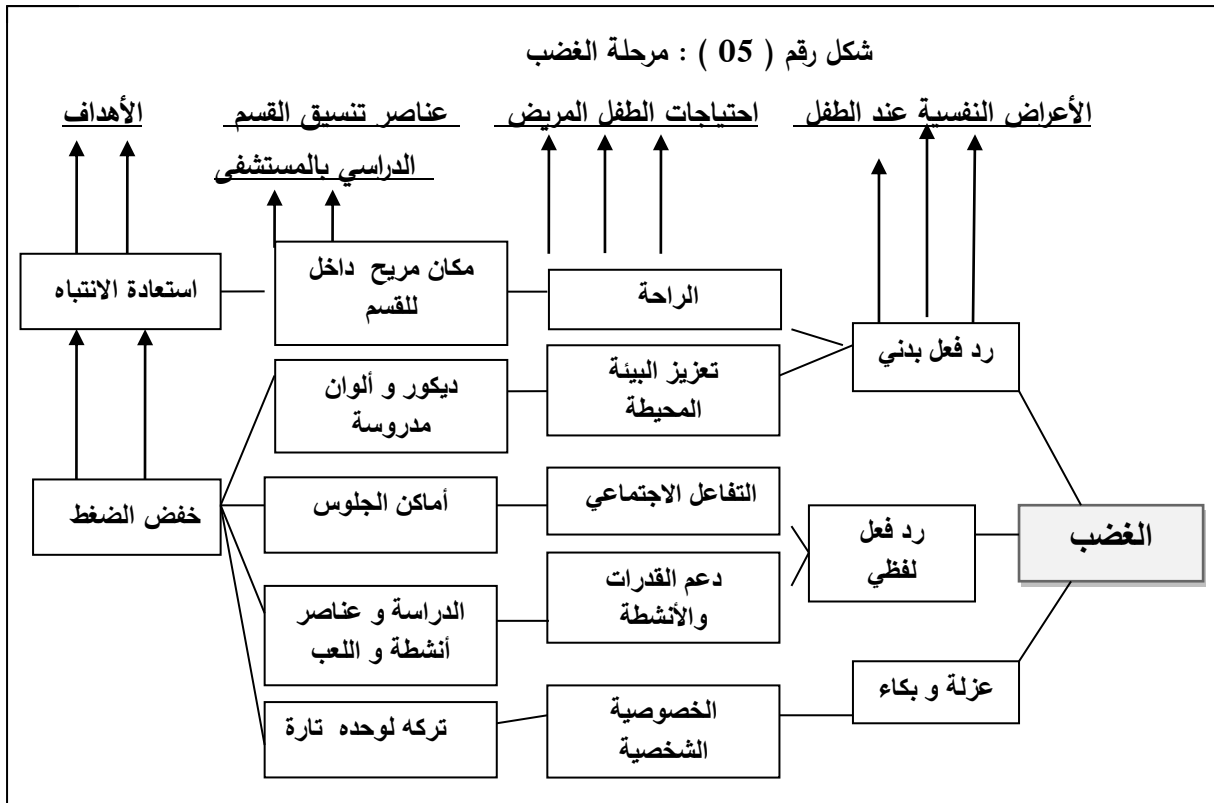 شكل رقم ( 05 ) : مرحلة الغضب
الأعراض النفسية عند الطفل
احتياجات الطفل المريض
عناصر تنسيق القسم
الدراسي بالمستشفى
الأهداف
الغضب
رد فعل بدني
رد فعل
لفظي
عزلة و بكاء
الراحة
تعزيز البيئة
المحيطة
التفاعل الاجتماعي
دعم القدرات
والأنشطة
الخصوصية
الشخصية
مكان مريح داخل
للقسم
ديكور و ألوان
مدروسة
أماكن الجلوس
الدراسة و عناصر
أنشطة و اللعب
تركه لوحده تارة
استعادة الانتباه
خفض الضغط